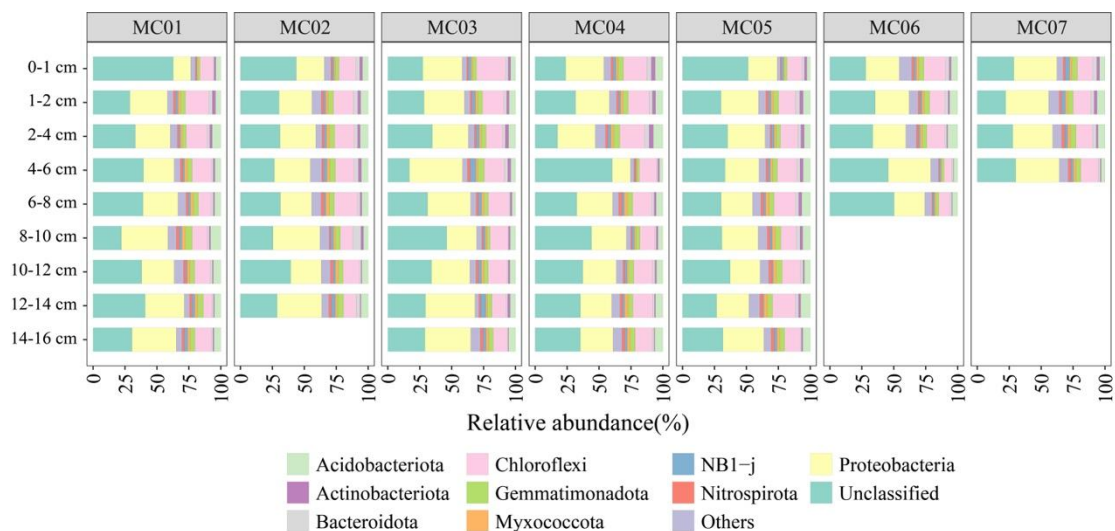 MC01 MC02 MC03 MC04 MC05 MC06 MC07
0-1 cm
1-2 cm
2-4 cm
4-6 cm
6-8 cm
8-10 cm
10-12 cm
12-14 cm
14-16 cm
0 25 50 75 100 0 25 50 75 100 0 25 50 75 100 0 25 50 75 100 0 25 50 75 100 0 25 50 75 100 0 25 50 75 100
Relative abundance(%)
Acidobacteriota Chloroflexi NB1−j Proteobacteria
Actinobacteriota Gemmatimonadota Nitrospirota Unclassified
Bacteroidota Myxococcota Others